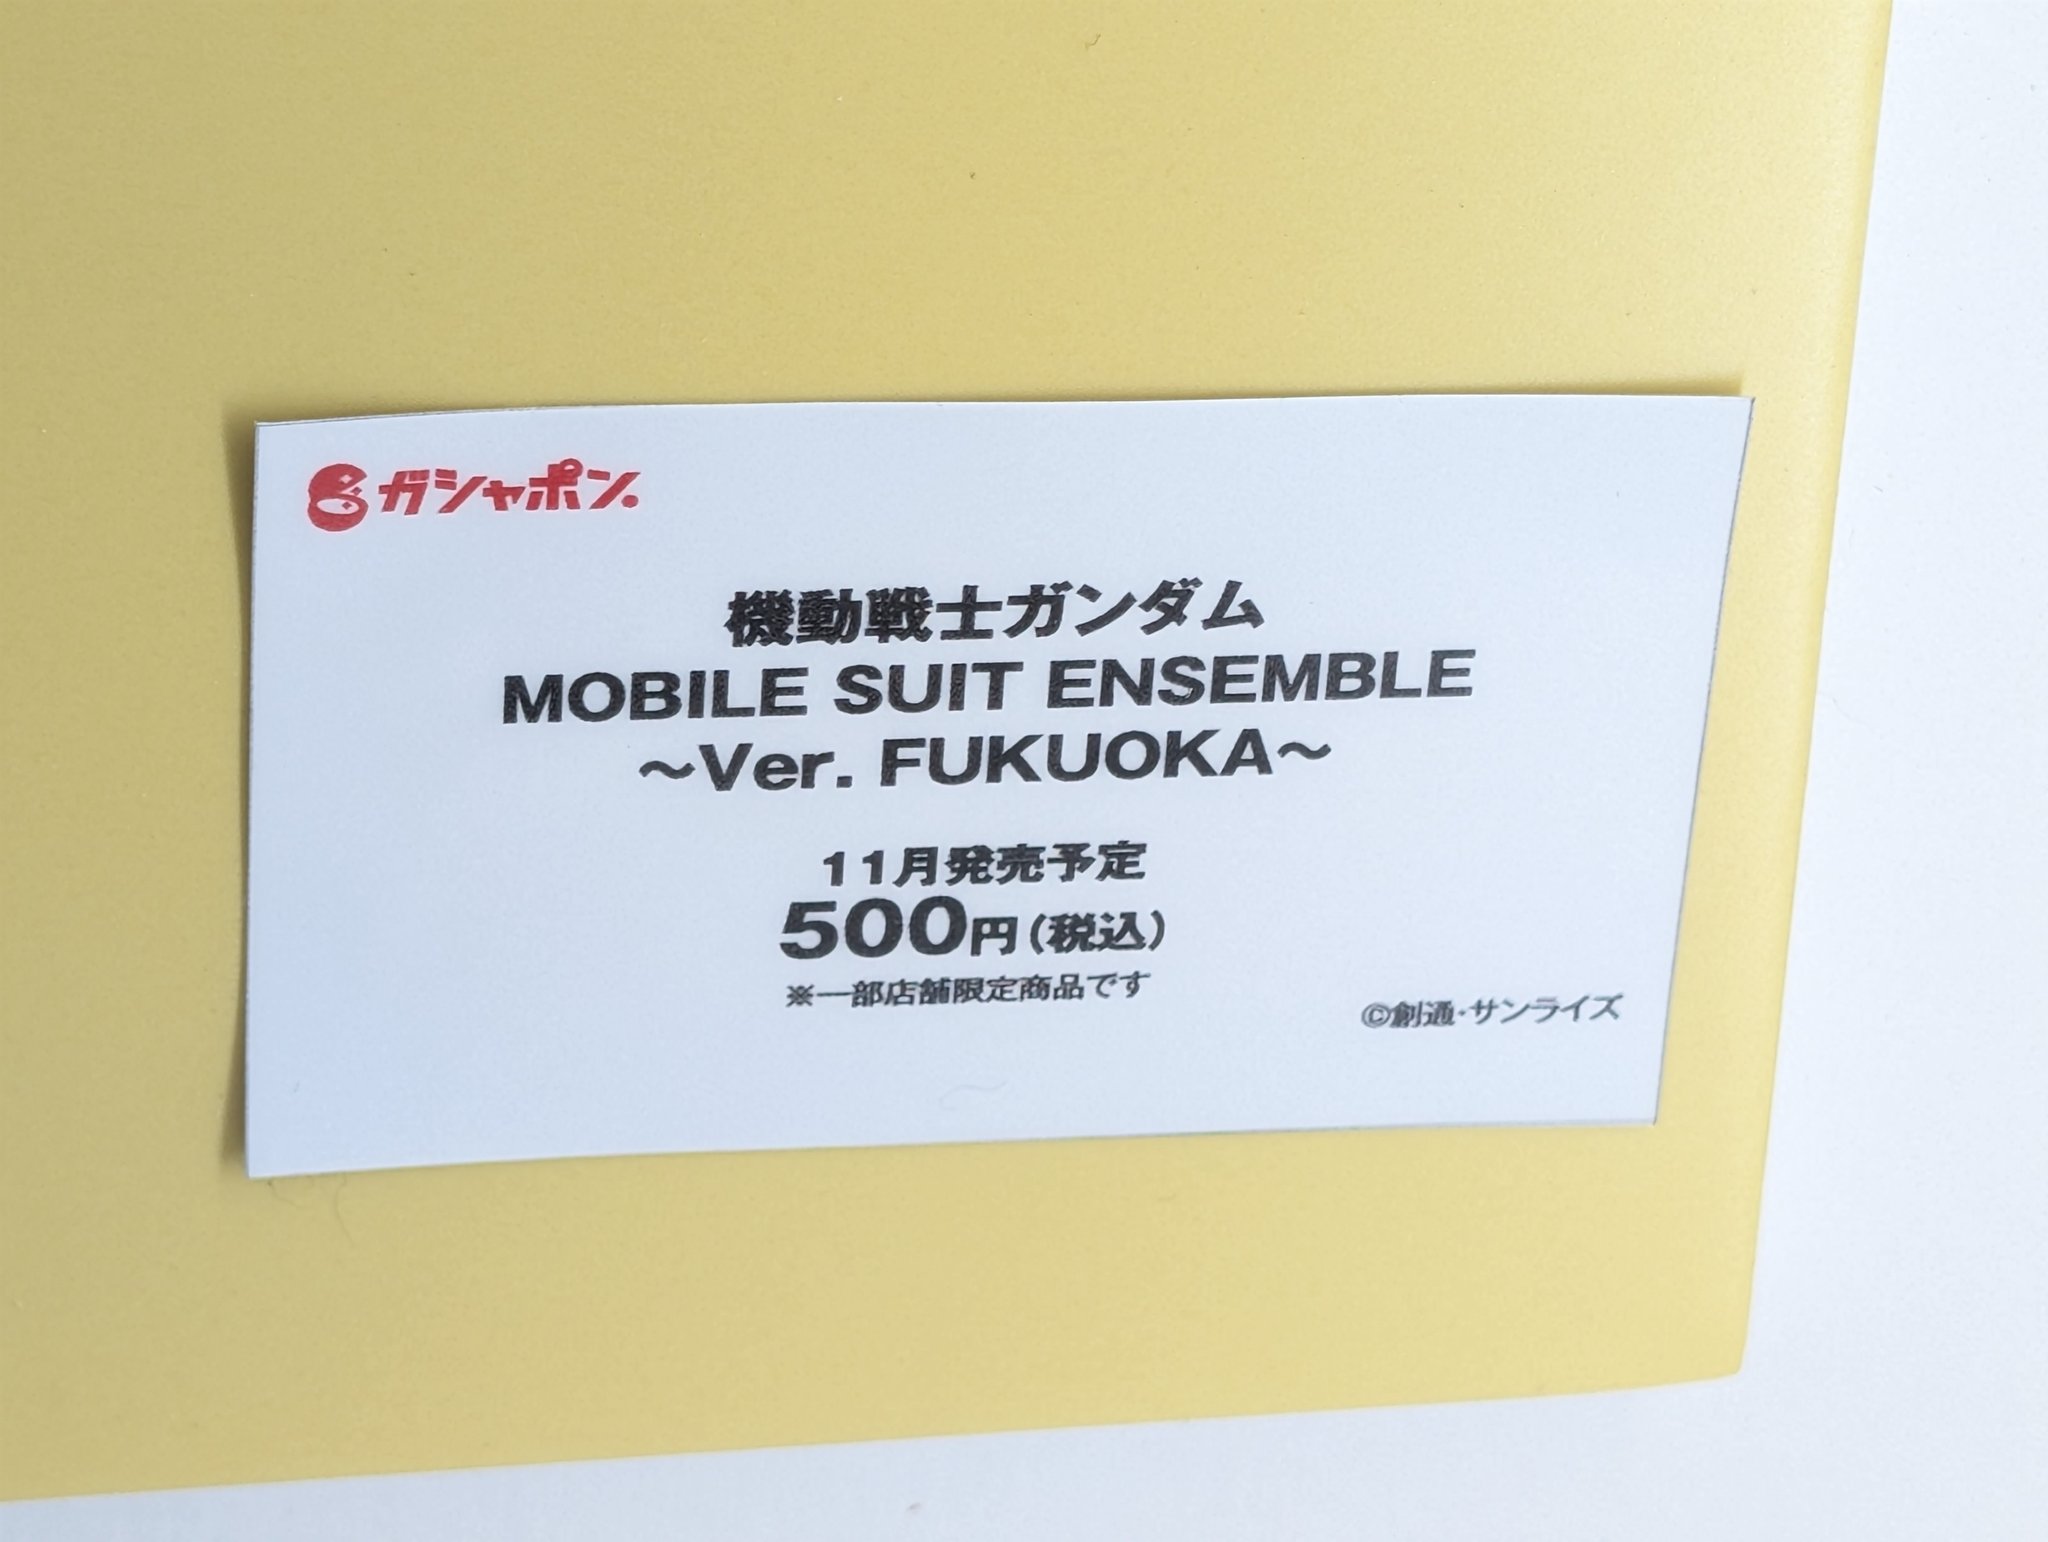 ガシャポン
機動戦士ガンダム
MOBILE SUIT ENSEMBLE
～Ver. FUKUOKA～
11月発売予定
500円(税込)
※一部店舗限定商品です
©創通・サンライズ